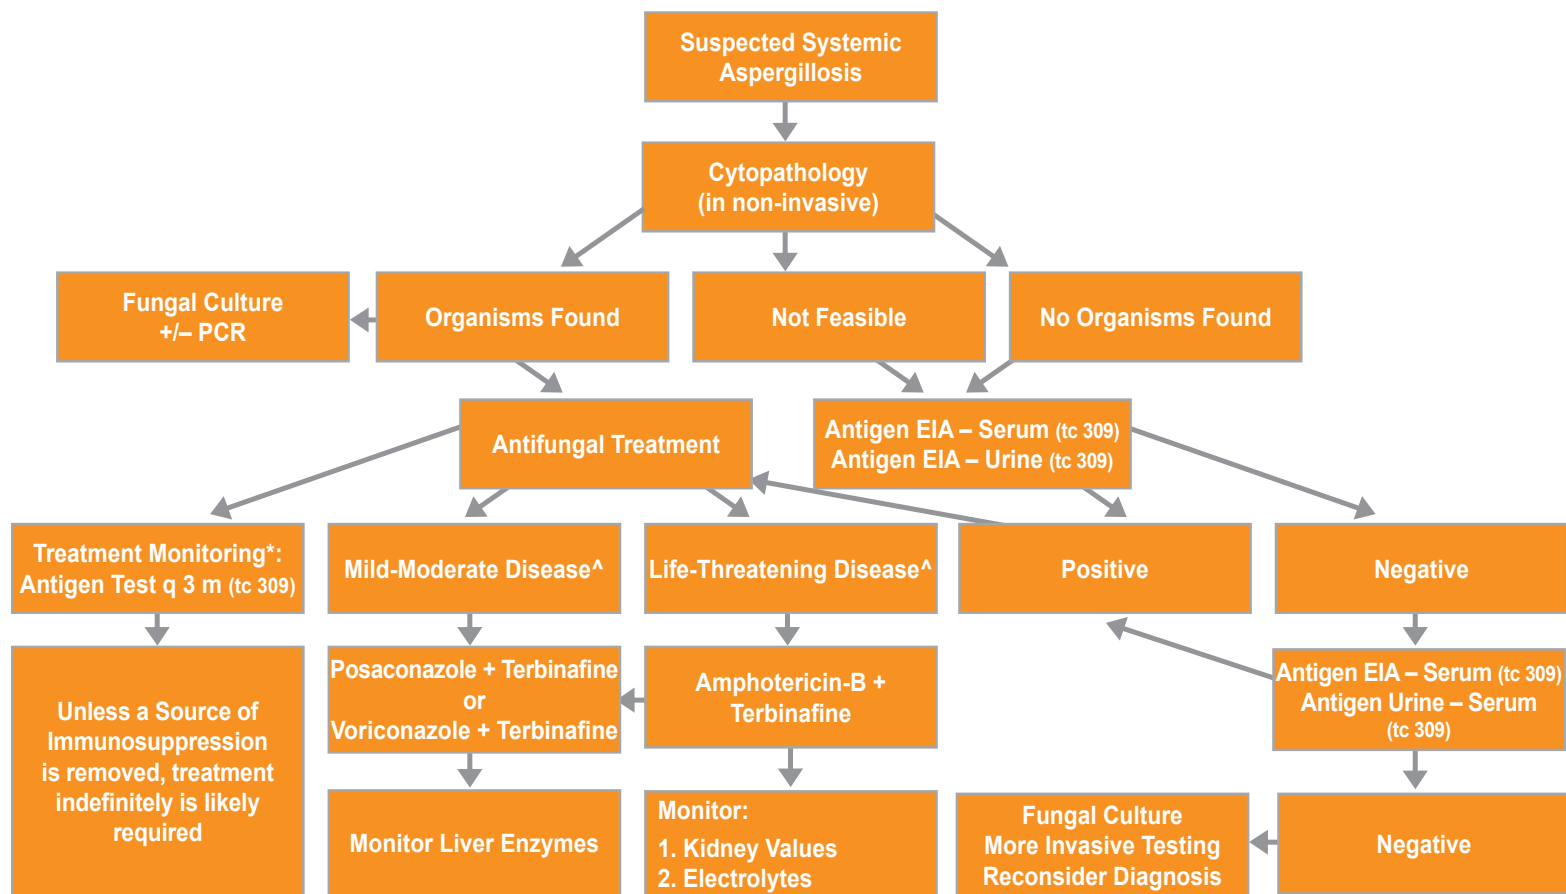 Suspected Systemic
Aspergillosis
Cytopathology
(in non-invasive)
Fungal Culture
+/– PCR
Organisms Found
Not Feasible
No Organisms Found
Antifungal Treatment
Antigen EIA – Serum (tc 309)
Antigen EIA – Urine (tc 309)
Treatment Monitoring*:
Antigen Test q 3 m (tc 309)
Mild-Moderate Disease^
Life-Threatening Disease^
Positive
Negative
Unless a Source of
Immunosuppression
is removed, treatment
indefinitely is likely
required
Posaconazole + Terbinafine
or
Voriconazole + Terbinafine
Amphotericin-B +
Terbinafine
Antigen EIA – Serum (tc 309)
Antigen Urine – Serum
(tc 309)
Monitor Liver Enzymes
Monitor:
1. Kidney Values
2. Electrolytes
Fungal Culture
More Invasive Testing
Reconsider Diagnosis
Negative